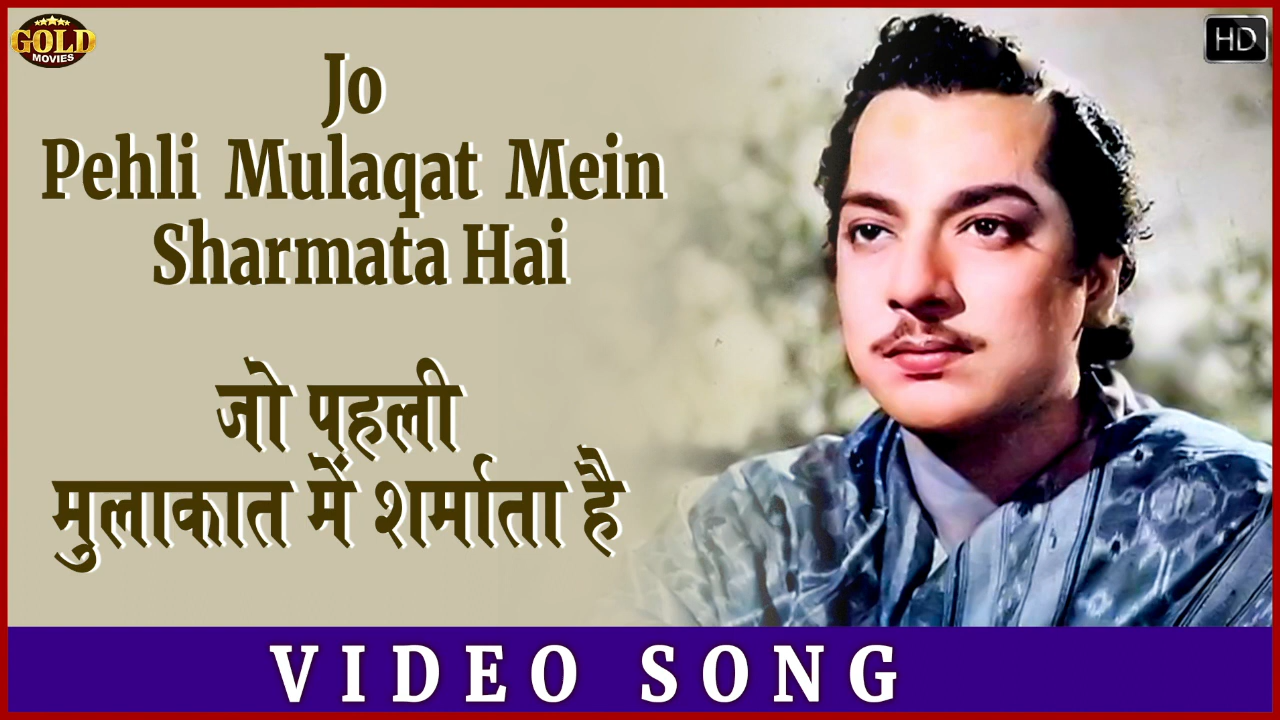 GOLD
MOVIES
HD
Jo
Pehli Mulaqat Mein
Sharmata Hai
जो पहली
मुलाकात में शर्माता है
VIDEO SONG